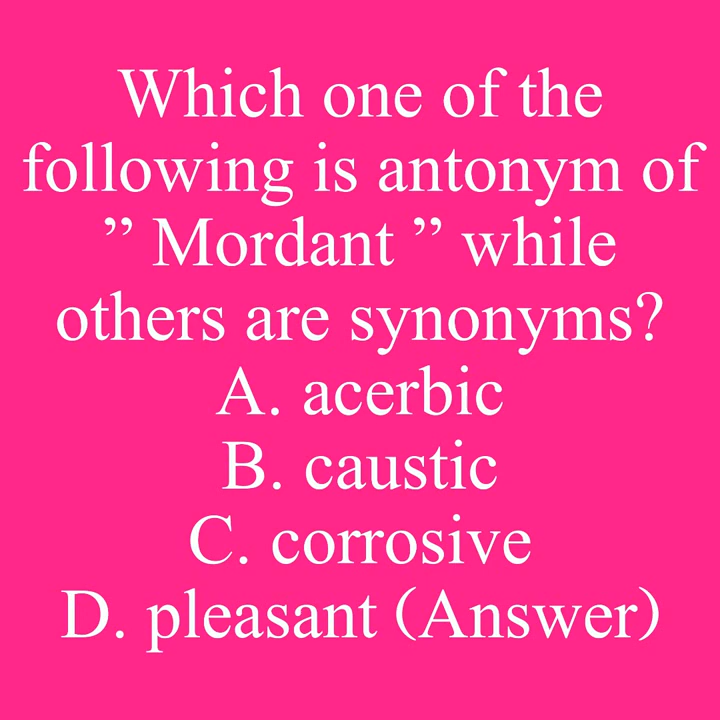 Which one of the
following is antonym of
” Mordant ” while
others are synonyms?
A. acerbic
B. caustic
C. corrosive
D. pleasant (Answer)